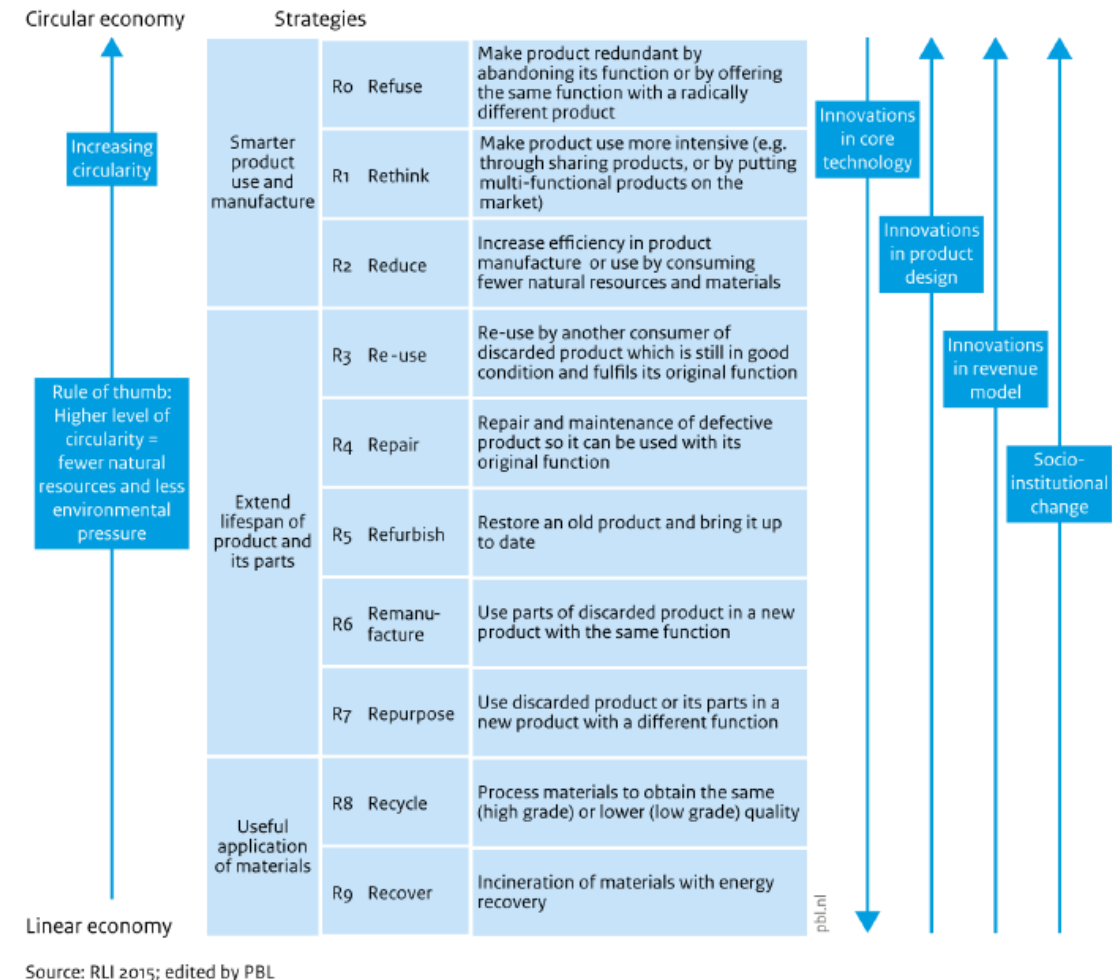 Circular economy
Strategies
Increasing
circularity
Rule of thumb:
Higher level of
circularity =
fewer natural
resources and less
environmental
pressure
Linear economy
Smarter
product
use and
manufacture
R0 Refuse
Make product redundant by
abandoning its function or by offering
the same function with a radically
different product
R1 Rethink
Make product use more intensive (e.g.
through sharing products, or by putting
multi-functional products on the
market)
R2 Reduce
Increase efficiency in product
manufacture or use by consuming
fewer natural resources and materials
Extend
lifespan of
product and
its parts
R3 Re-use
Re-use by another consumer of
discarded product which is still in good
condition and fulfils its original function
R4 Repair
Repair and maintenance of defective
product so it can be used with its
original function
R5 Refurbish
Restore an old product and bring it up
to date
R6 Remanu-
facture
Use parts of discarded product in a new
product with the same function
R7 Repurpose
Use discarded product or its parts in a
new product with a different function
Useful
application
of materials
R8 Recycle
Process materials to obtain the same
(high grade) or lower (low grade) quality
R9 Recover
Incineration of materials with energy
recovery
Innovations
in core
technology
Innovations
in product
design
Innovations
in revenue
model
Socio-
institutional
change
pbl.nl
Source: RLI 2015; edited by PBL